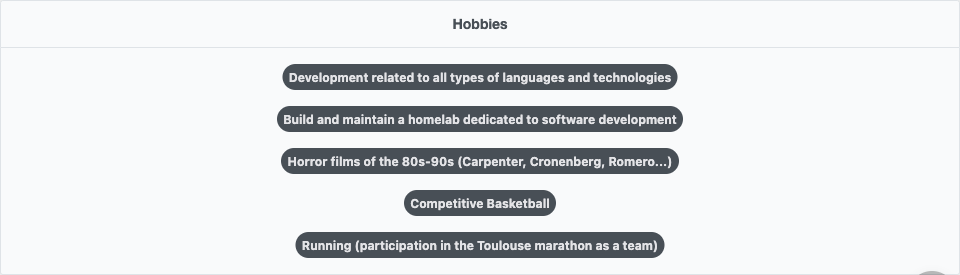 Hobbies
Development related to all types of languages and technologies
Build and maintain a homelab dedicated to software development
Horror films of the 80s-90s (Carpenter, Cronenberg, Romero...)
Competitive Basketball
Running (participation in the Toulouse marathon as a team)